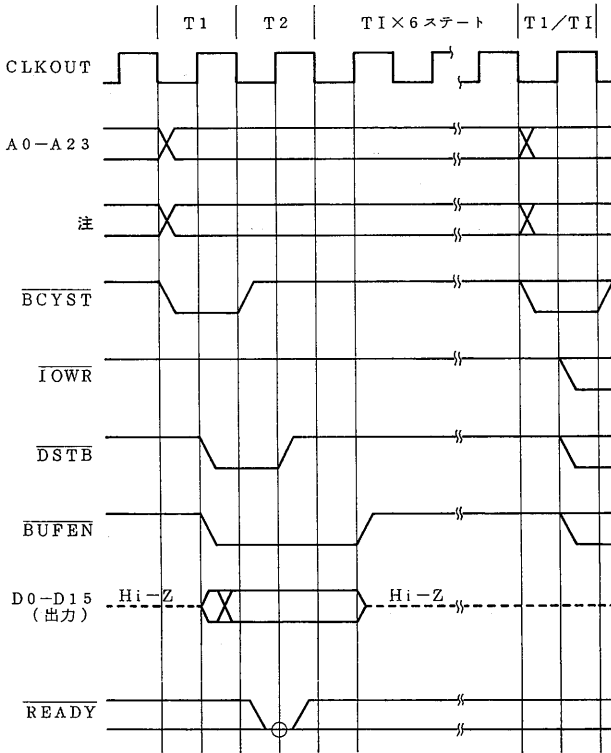 T1 T2 TI×6ステート T1/TI
CLKOUT
A0-A23
注
BCYST
IOWR
DSTB
BUFEN
D0-D15 Hi-Z Hi-Z
(出力)
READY